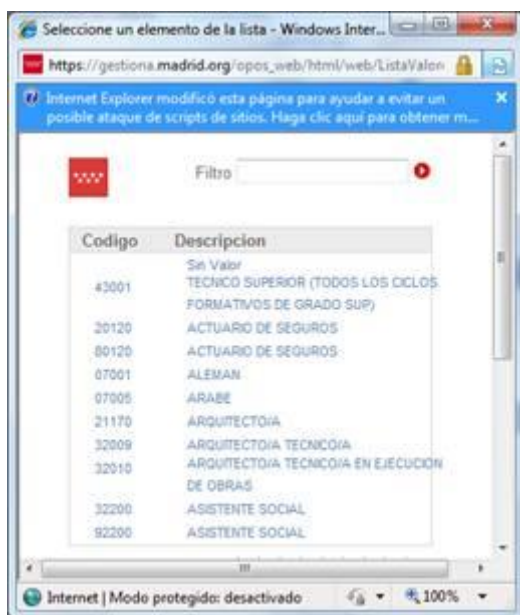 Seleccione un elemento de la lista - Windows Inter...
https://gestiona.madrid.org/opos_web/html/web/ListaValon
Internet Explorer modificó esta página para ayudar a evitar un
posible ataque de scripts de sitios. Haga clic aquí para obtener m...
Filtro
Codigo Descripcion
Sin Valor
43001 TECNICO SUPERIOR (TODOS LOS CICLOS
FORMATIVOS DE GRADO SUP)
20120 ACTUARIO DE SEGUROS
80120 ACTUARIO DE SEGUROS
07001 ALEMAN
07005 ARABE
21170 ARQUITECTO/A
32009 ARQUITECTO/A TECNICO/A
32010 ARQUITECTO/A TECNICO/A EN EJECUCION
DE OBRAS
32200 ASISTENTE SOCIAL
92200 ASISTENTE SOCIAL
Internet | Modo protegido: desactivado 100%